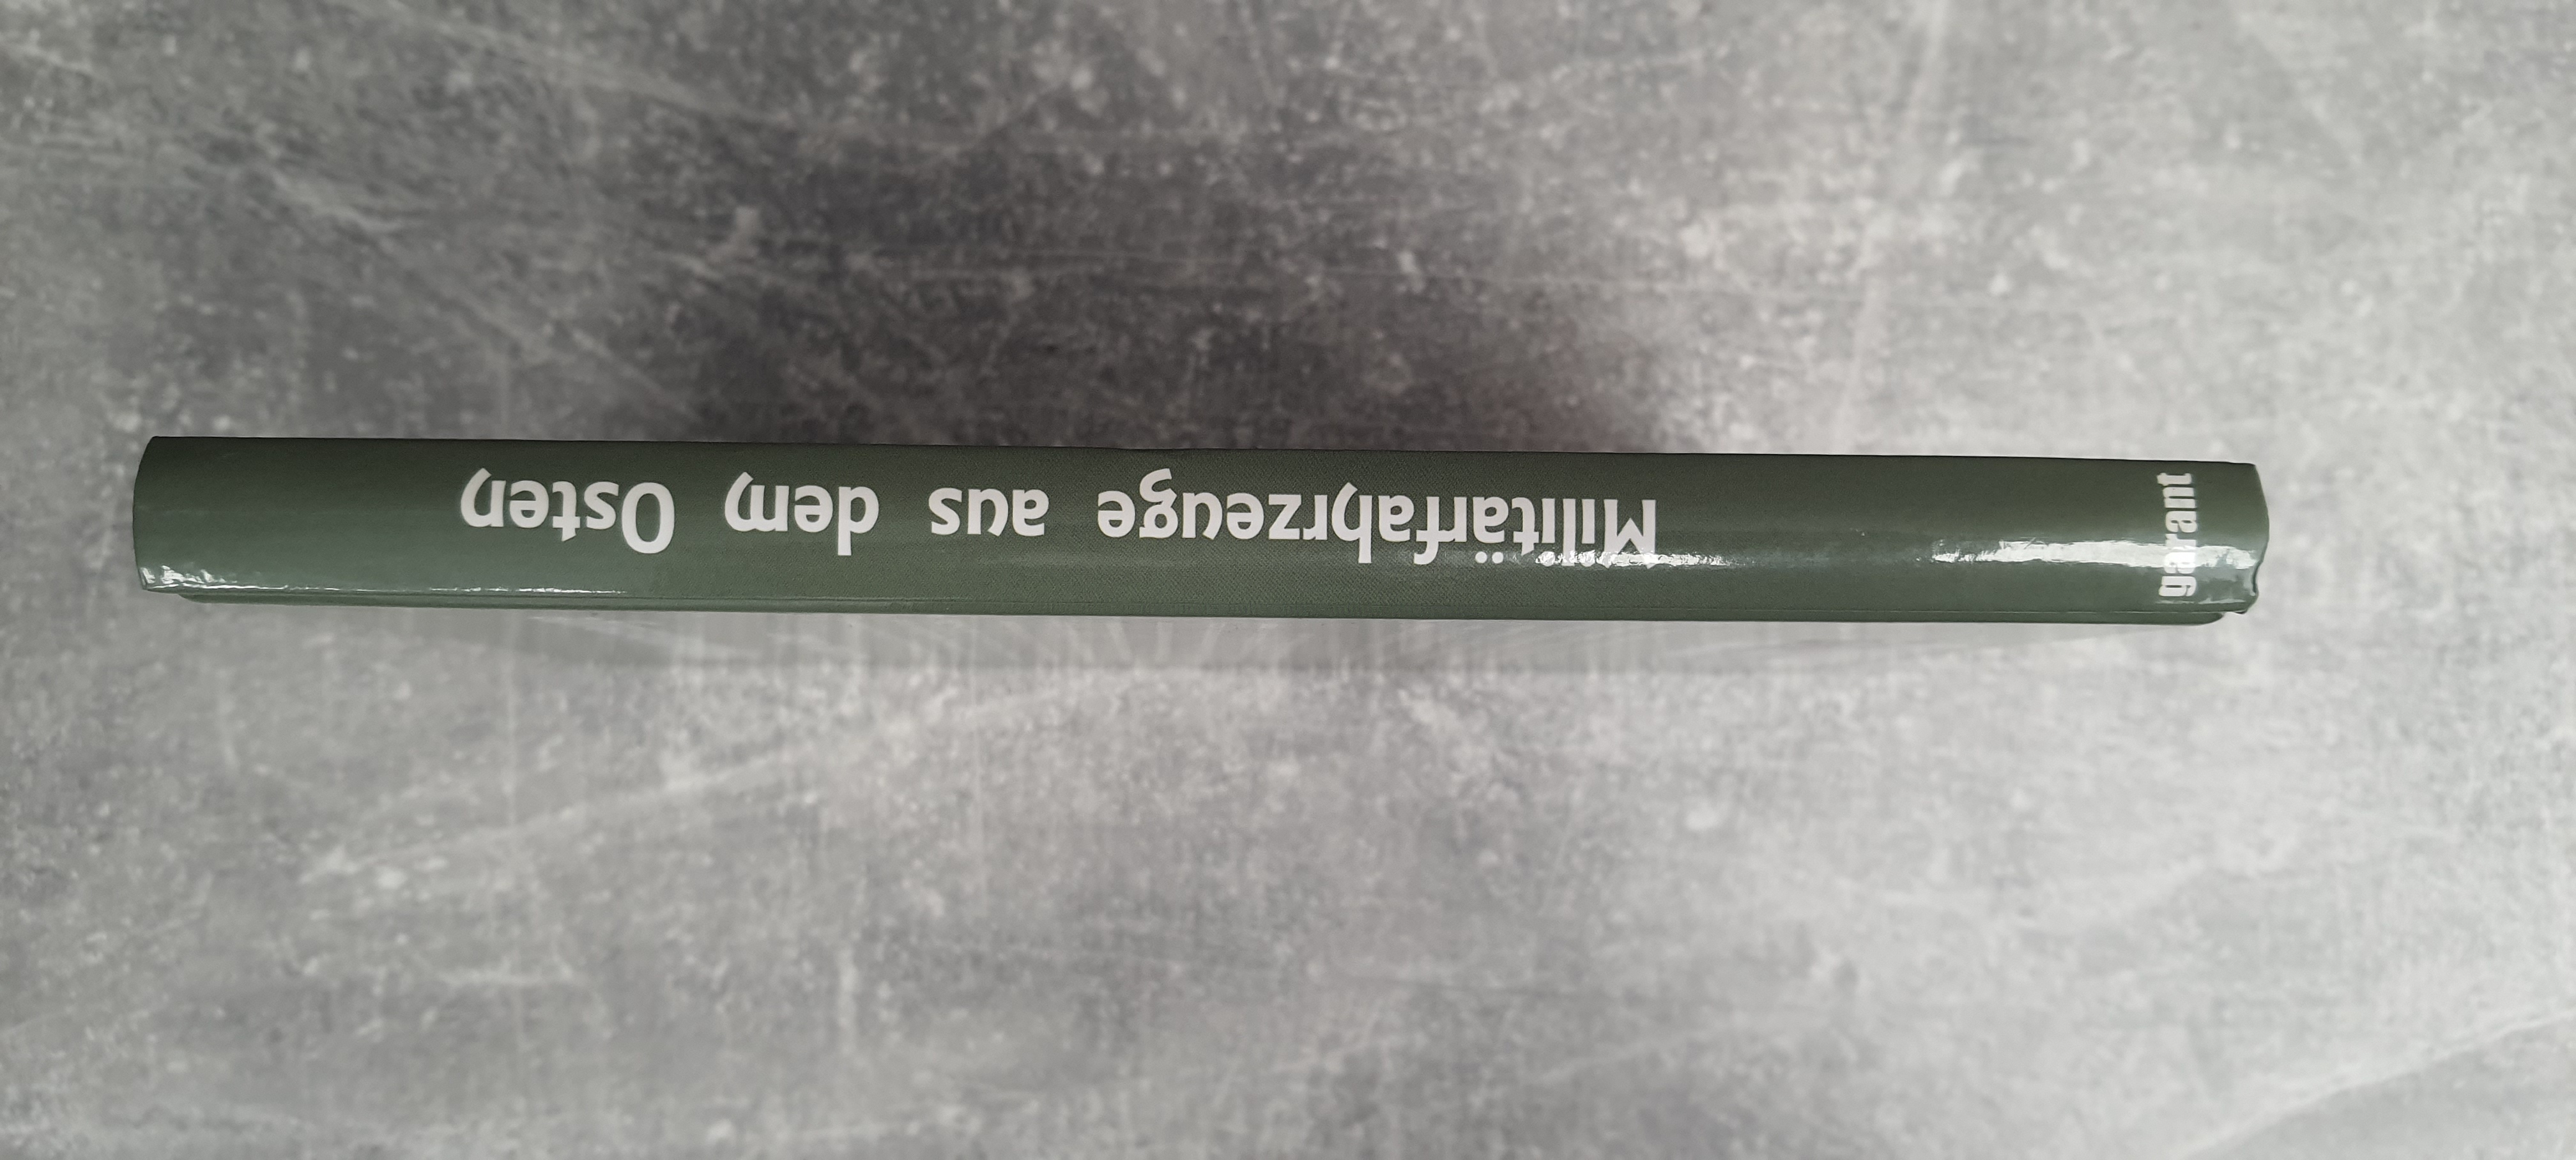 Militärfahrzeuge aus dem Osten
garant